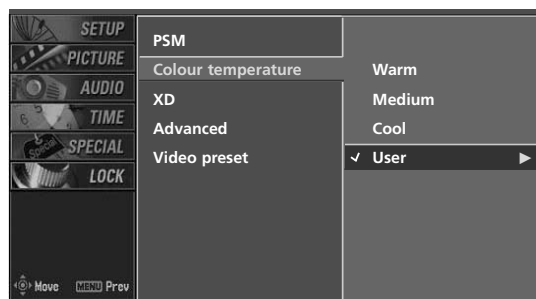 SETUP
PICTURE
AUDIO
TIME
SPECIAL
LOCK
Move MENU Prev
PSM
Colour temperature
XD
Advanced
Video preset
Warm
Medium
Cool
User